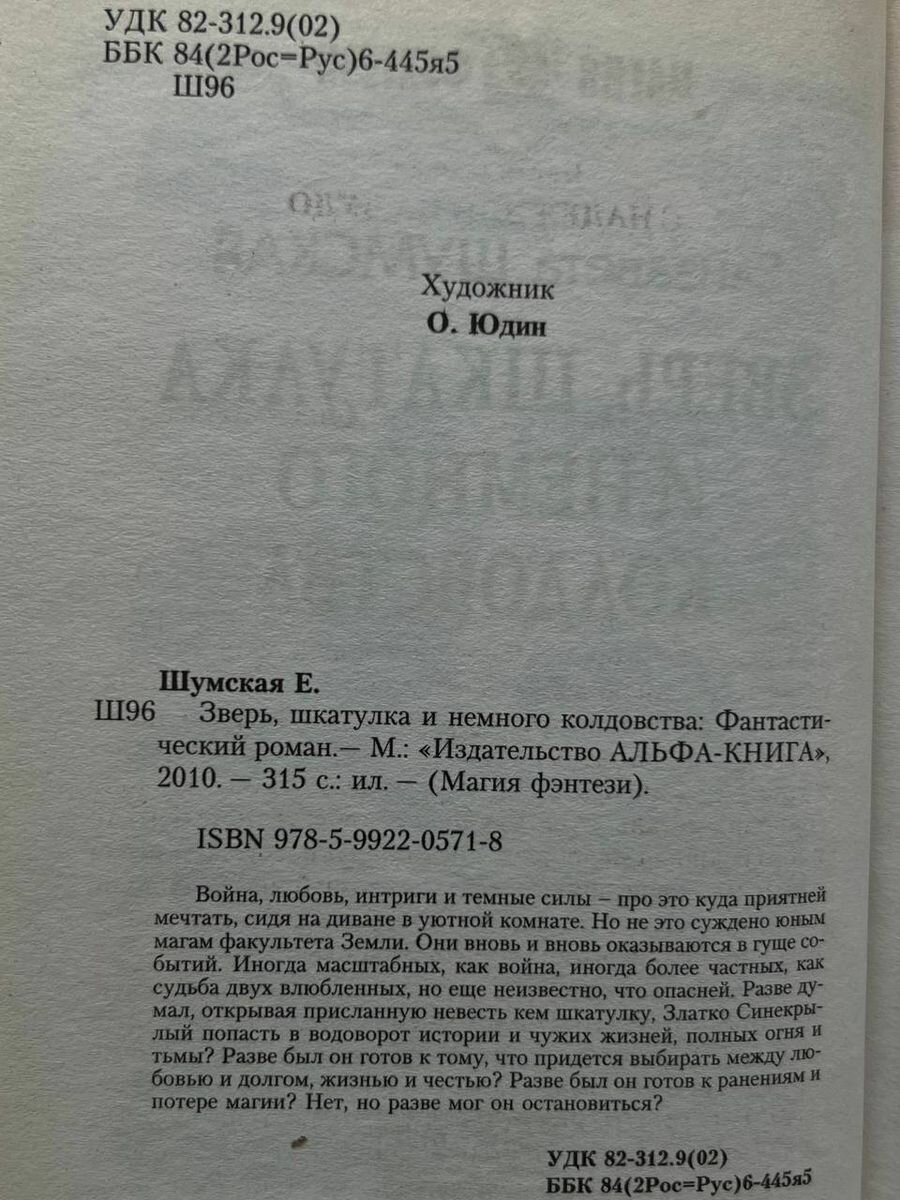 УДК 82-312.9(02)
ББК 84(2Рос=Рус)6-445я5
Ш96
Художник
О. Юдин
Шумская Е.
Ш96 Зверь, шкатулка и немного колдовства: Фантасти-
ческий роман.— М.: «Издательство АЛЬФА-КНИГА»,
2010. — 315 с.: ил. — (Магия фэнтези).
ISBN 978-5-9922-0571-8
Война, любовь, интриги и темные силы – про это куда приятней
мечтать, сидя на диване в уютной комнате. Но не это суждено юным
магам факультета Земли. Они вновь и вновь оказываются в гуще со-
бытий. Иногда масштабных, как война, иногда более частных, как
судьба двух влюбленных, но еще неизвестно, что опасней. Разве ду-
мал, открывая присланную невесть кем шкатулку, Златко Синекры-
лый попасть в водоворот истории и чужих жизней, полных огня и
тьмы? Разве был он готов к тому, что придется выбирать между лю-
бовью и долгом, жизнью и честью? Разве был он готов к ранениям и
потере магии? Нет, но разве мог он остановиться?
УДК 82-312.9(02)
ББК 84(2Рос=Рус)6-445я5